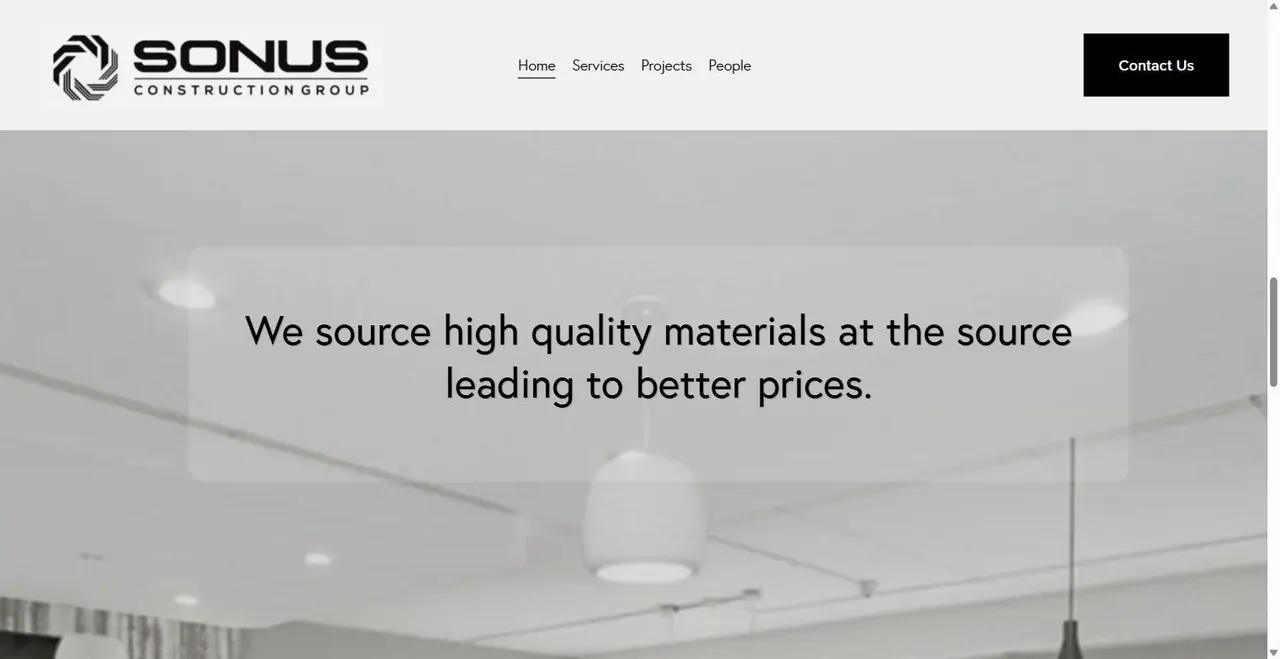 SONUS
CONSTRUCTION GROUP
Home Services Projects People
Contact Us
We source high quality materials at the source
leading to better prices.